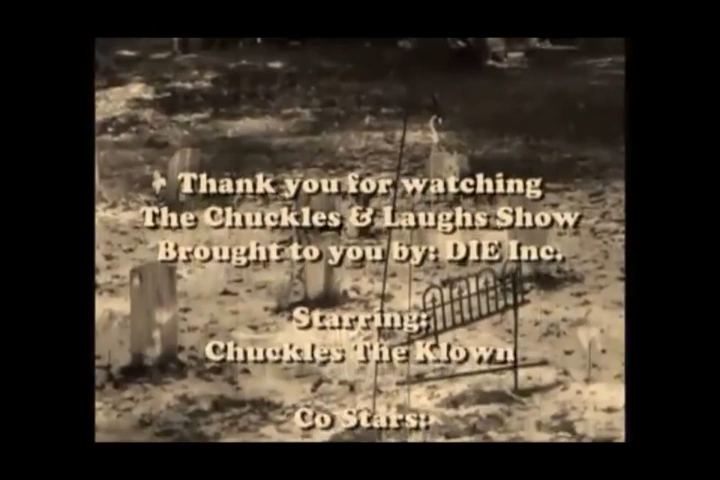 Thank you for watching
The Chuckles & Laughs Show
Brought to you by: DIE Inc.
Starring:
Chuckles The Klown
Co Stars: